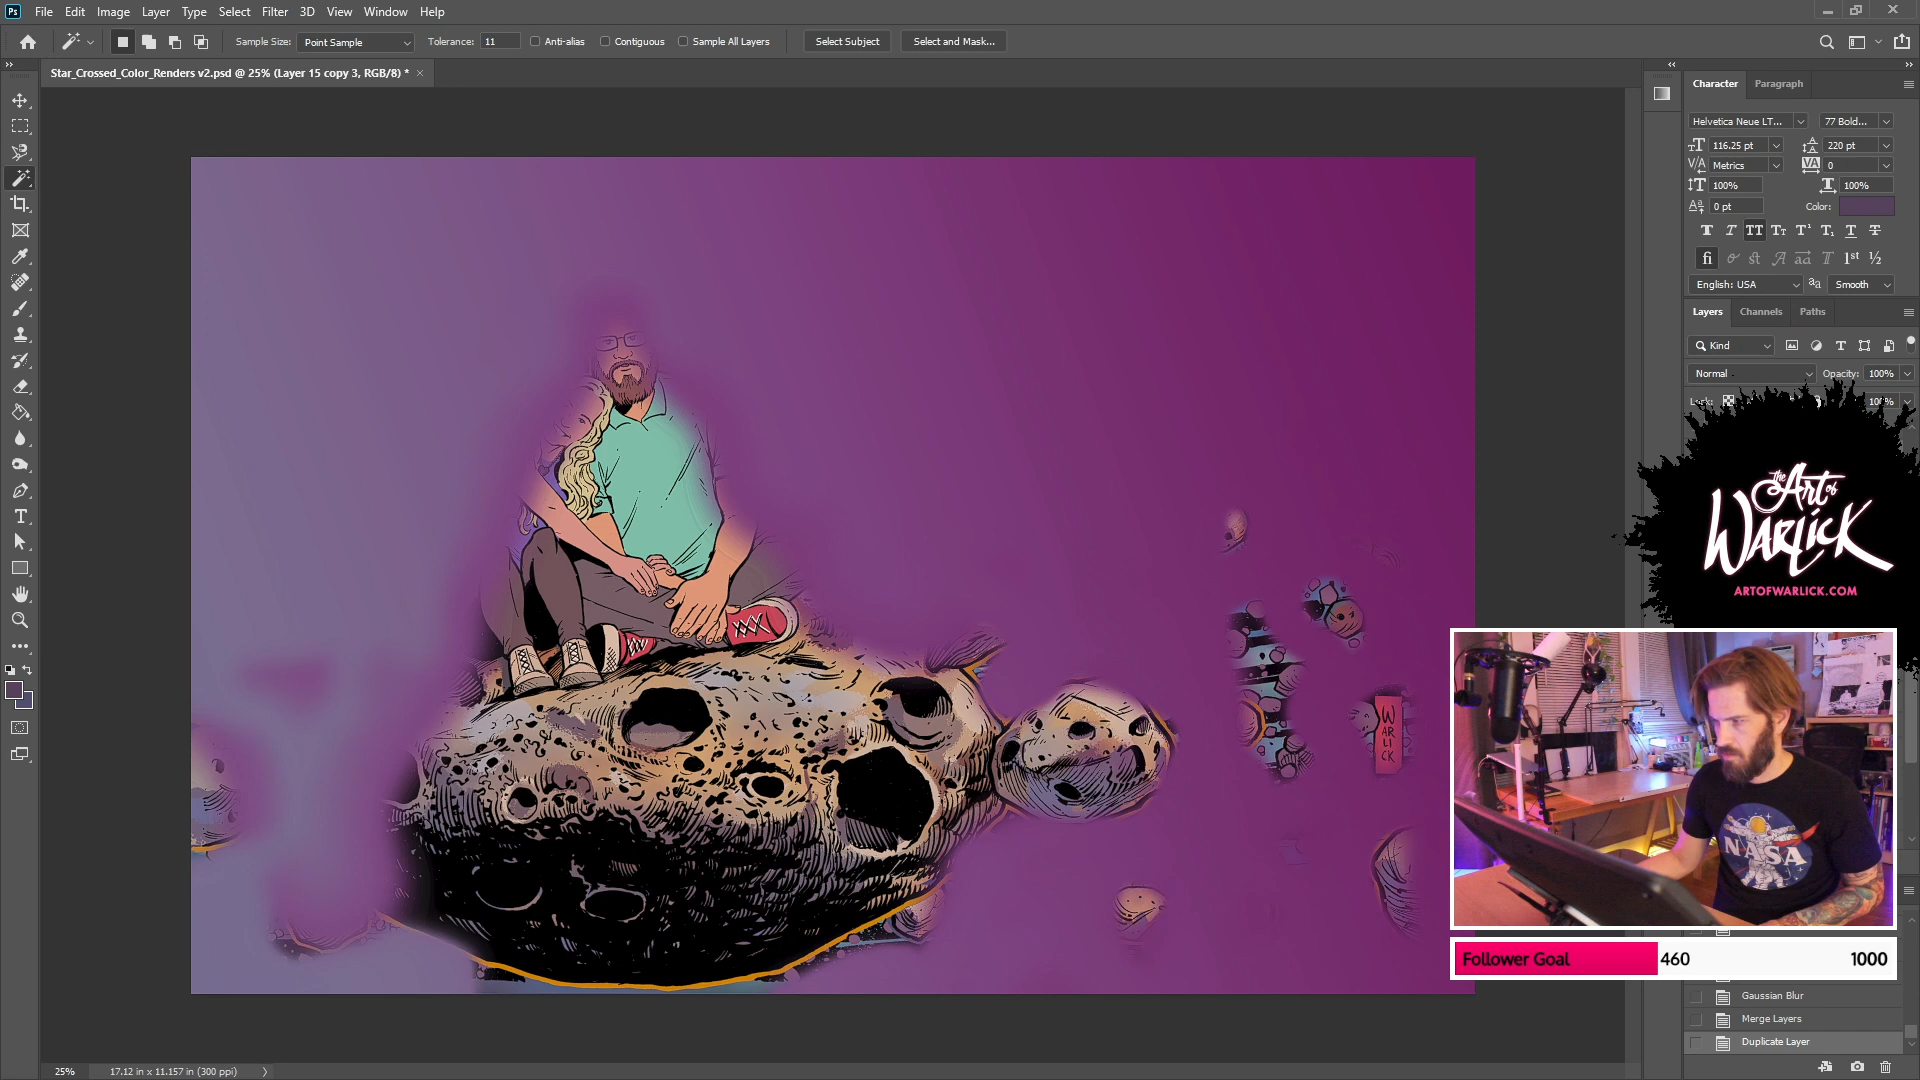 Ps File Edit Image Layer Type Select Filter 3D View Window Help
Sample Size: Point Sample Tolerance: 11 Anti-alias Contiguous Sample All Layers Select Subject Select and Mask...
Star_Crossed_Color_Renders v2.psd @ 25% (Layer 15 copy 3, RGB/8) *
Character Paragraph
Helvetica Neue LT... 77 Bold...
116.25 pt 220 pt
Metrics 0
100% 100%
0 pt Color:
English: USA Smooth
Layers Channels Paths
Kind
Normal Opacity: 100%
100%
the Art of
WARLICK
ARTOFWARLICK.COM
WARLICK
NASA
Follower Goal 460 1000
Gaussian Blur
Merge Layers
Duplicate Layer
25% 17.12 in x 11.157 in (300 ppi)